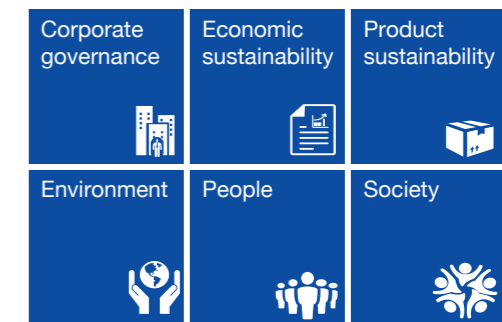 Corporate
governance
Economic
sustainability
Product
sustainability
Environment
People
Society